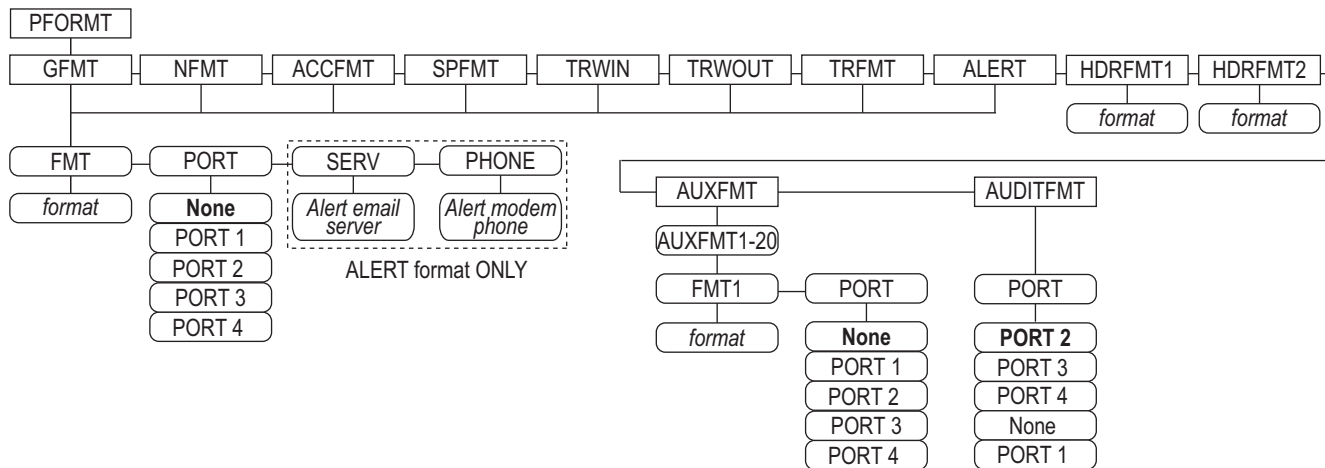 PFORMT
GFMT NFMT ACCFMT SPFMT TRWIN TRWOUT TRFMT ALERT HDRFMT1 HDRFMT2
format format
FMT PORT SERV PHONE
format
None
PORT 1
PORT 2
PORT 3
PORT 4
Alert email
server
Alert modem
phone
ALERT format ONLY
AUXFMT AUDITFMT
AUXFMT1-20
FMT1 PORT PORT
format
None
PORT 1
PORT 2
PORT 3
PORT 4
PORT 2
PORT 3
PORT 4
None
PORT 1